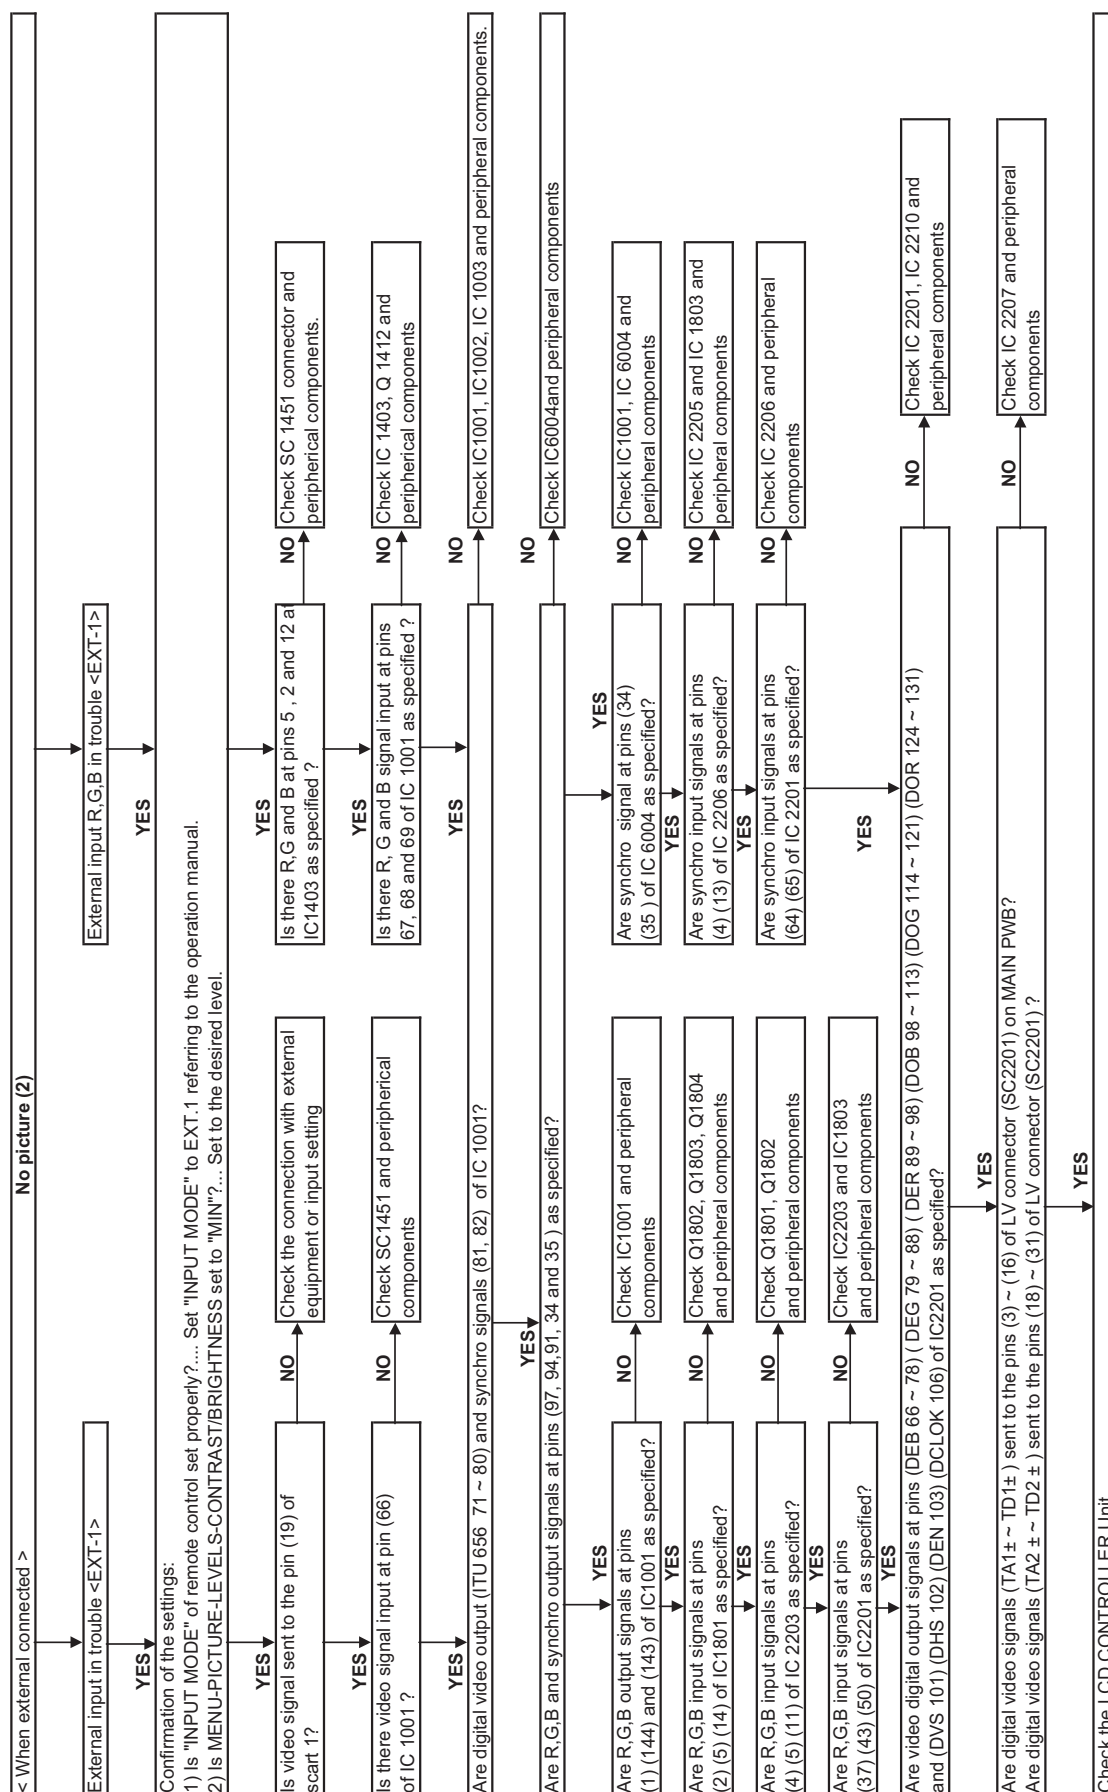 No picture (2)
< When external connected >
External input in trouble <EXT-1>
External input R,G,B in trouble <EXT-1>
YES
YES
Confirmation of the settings:
1) Is "INPUT MODE" of remote control set properly?.... Set "INPUT MODE" to EXT.1 referring to the operation manual.
2) Is MENU-PICTURE-LEVELS-CONTRAST/BRIGHTNESS set to "MIN"?... Set to the desired level.
YES
YES
Is video signal sent to the pin (19) of
scart 1?
NO
Check the connection with external
equipment or input setting
Is there R,G and B at pins 5 , 2 and 12 at
IC1403 as specified ?
NO
Check SC 1451 connector and
peripherical components.
YES
YES
Is there video signal input at pin (66)
of IC 1001 ?
NO
Check SC1451 and peripherical
components
Is there R, G and B signal input at pins
67, 68 and 69 of IC 1001 as specified ?
NO
Check IC 1403, Q 1412 and
peripherical components
YES
YES
Are digital video output (ITU 656 71 ~ 80) and synchro signals (81, 82) of IC 1001?
NO
Check IC1001, IC1002, IC 1003 and peripheral components.
YES
Are R,G,B and synchro output signals at pins (97, 94,91, 34 and 35 ) as specified?
NO
Check IC6004and peripheral components
YES
YES
Are R,G,B output signals at pins
(1) (144) and (143) of IC1001 as specified?
NO
Check IC1001 and peripheral
components
Are synchro signal at pins (34)
(35 ) of IC 6004 as specified?
NO
Check IC1001, IC 6004 and
peripheral components
YES
YES
Are R,G,B input signals at pins
(2) (5) (14) of IC1801 as specified?
NO
Check Q1802, Q1803, Q1804
and peripheral components
Are synchro input signals at pins
(4) (13) of IC 2206 as specified?
NO
Check IC 2205 and IC 1803 and
peripheral components
YES
YES
Are R,G,B input signals at pins
(4) (5) (11) of IC 2203 as specified?
NO
Check Q1801, Q1802
and peripheral components
Are synchro input signals at pins
(64) (65) of IC 2201 as specified?
NO
Check IC 2206 and peripheral
components
YES
YES
Are R,G,B input signals at pins
(37) (43) (50) of IC2201 as specified?
NO
Check IC2203 and IC1803
and peripheral components
YES
Are video digital output signals at pins (DEB 66 ~ 78) ( DEG 79 ~ 88) ( DER 89 ~ 98) (DOB 98 ~ 113) (DOG 114 ~ 121) (DOR 124 ~ 131)
and (DVS 101) (DHS 102) (DEN 103) (DCLOK 106) of IC2201 as specified?
NO
Check IC 2201, IC 2210 and
peripheral components
YES
Are digital video signals (TA1± ~ TD1± ) sent to the pins (3) ~ (16) of LV connector (SC2201) on MAIN PWB?
Are digital video signals (TA2 ± ~ TD2 ± ) sent to the pins (18) ~ (31) of LV connector (SC2201) ?
NO
Check IC 2207 and peripheral
components
YES
Check the LCD CONTROLLER Unit